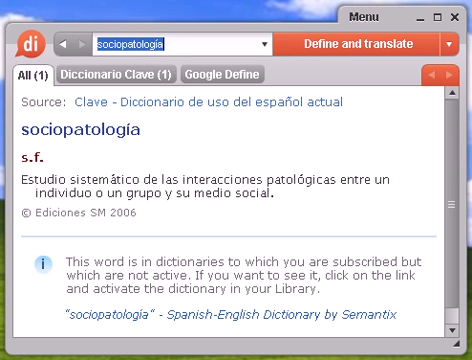 Menu
di
sociopatología
Define and translate
All (1)
Diccionario Clave (1)
Google Define
Source: Clave - Diccionario de uso del español actual
sociopatología
s.f.
Estudio sistemático de las interacciones patológicas entre un
individuo o un grupo y su medio social.
© Ediciones SM 2006
i
This word is in dictionaries to which you are subscribed but
which are not active. If you want to see it, click on the link
and activate the dictionary in your Library.
"sociopatología" - Spanish-English Dictionary by Semantix